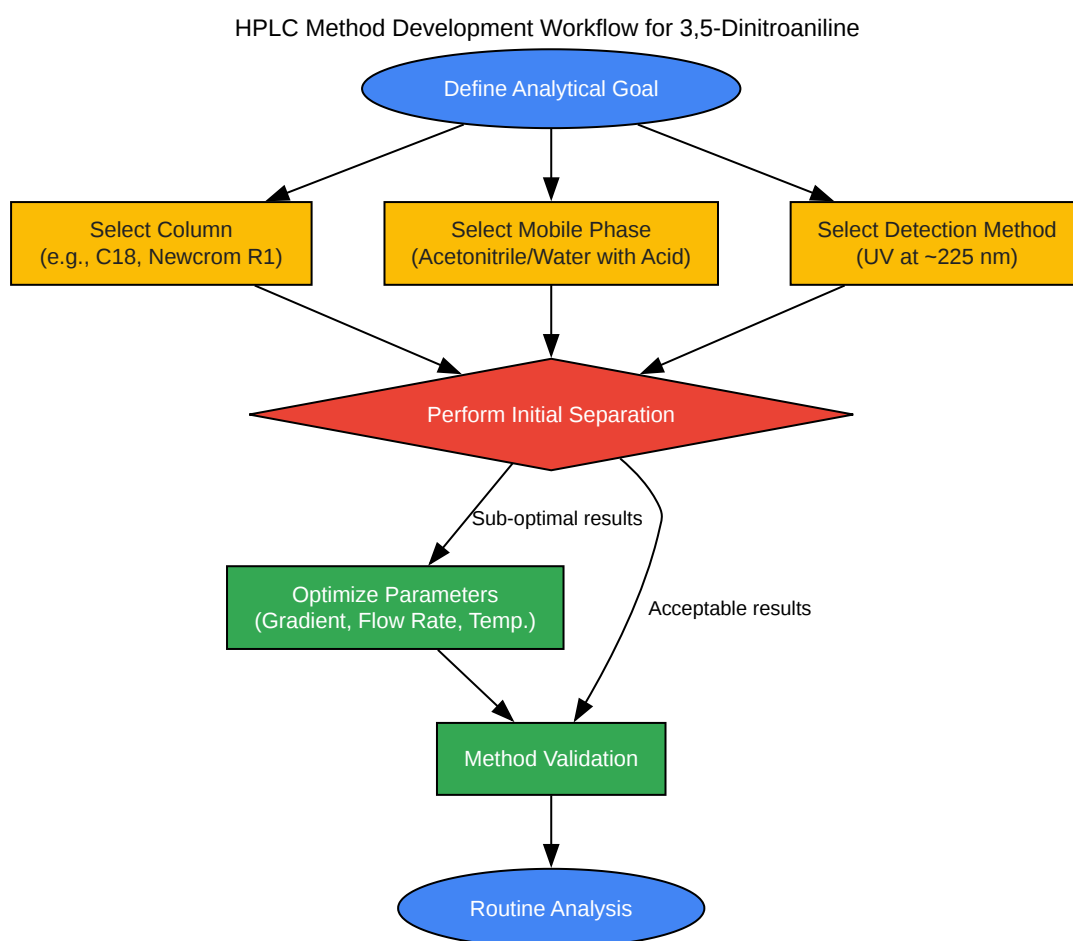 HPLC Method Development Workflow for 3,5-Dinitroaniline
Define Analytical Goal
Select Column
(e.g., C18, Newcrom R1)
Select Mobile Phase
(Acetonitrile/Water with Acid)
Select Detection Method
(UV at ~225 nm)
Perform Initial Separation
Sub-optimal results
Optimize Parameters
(Gradient, Flow Rate, Temp.)
Acceptable results
Method Validation
Routine Analysis